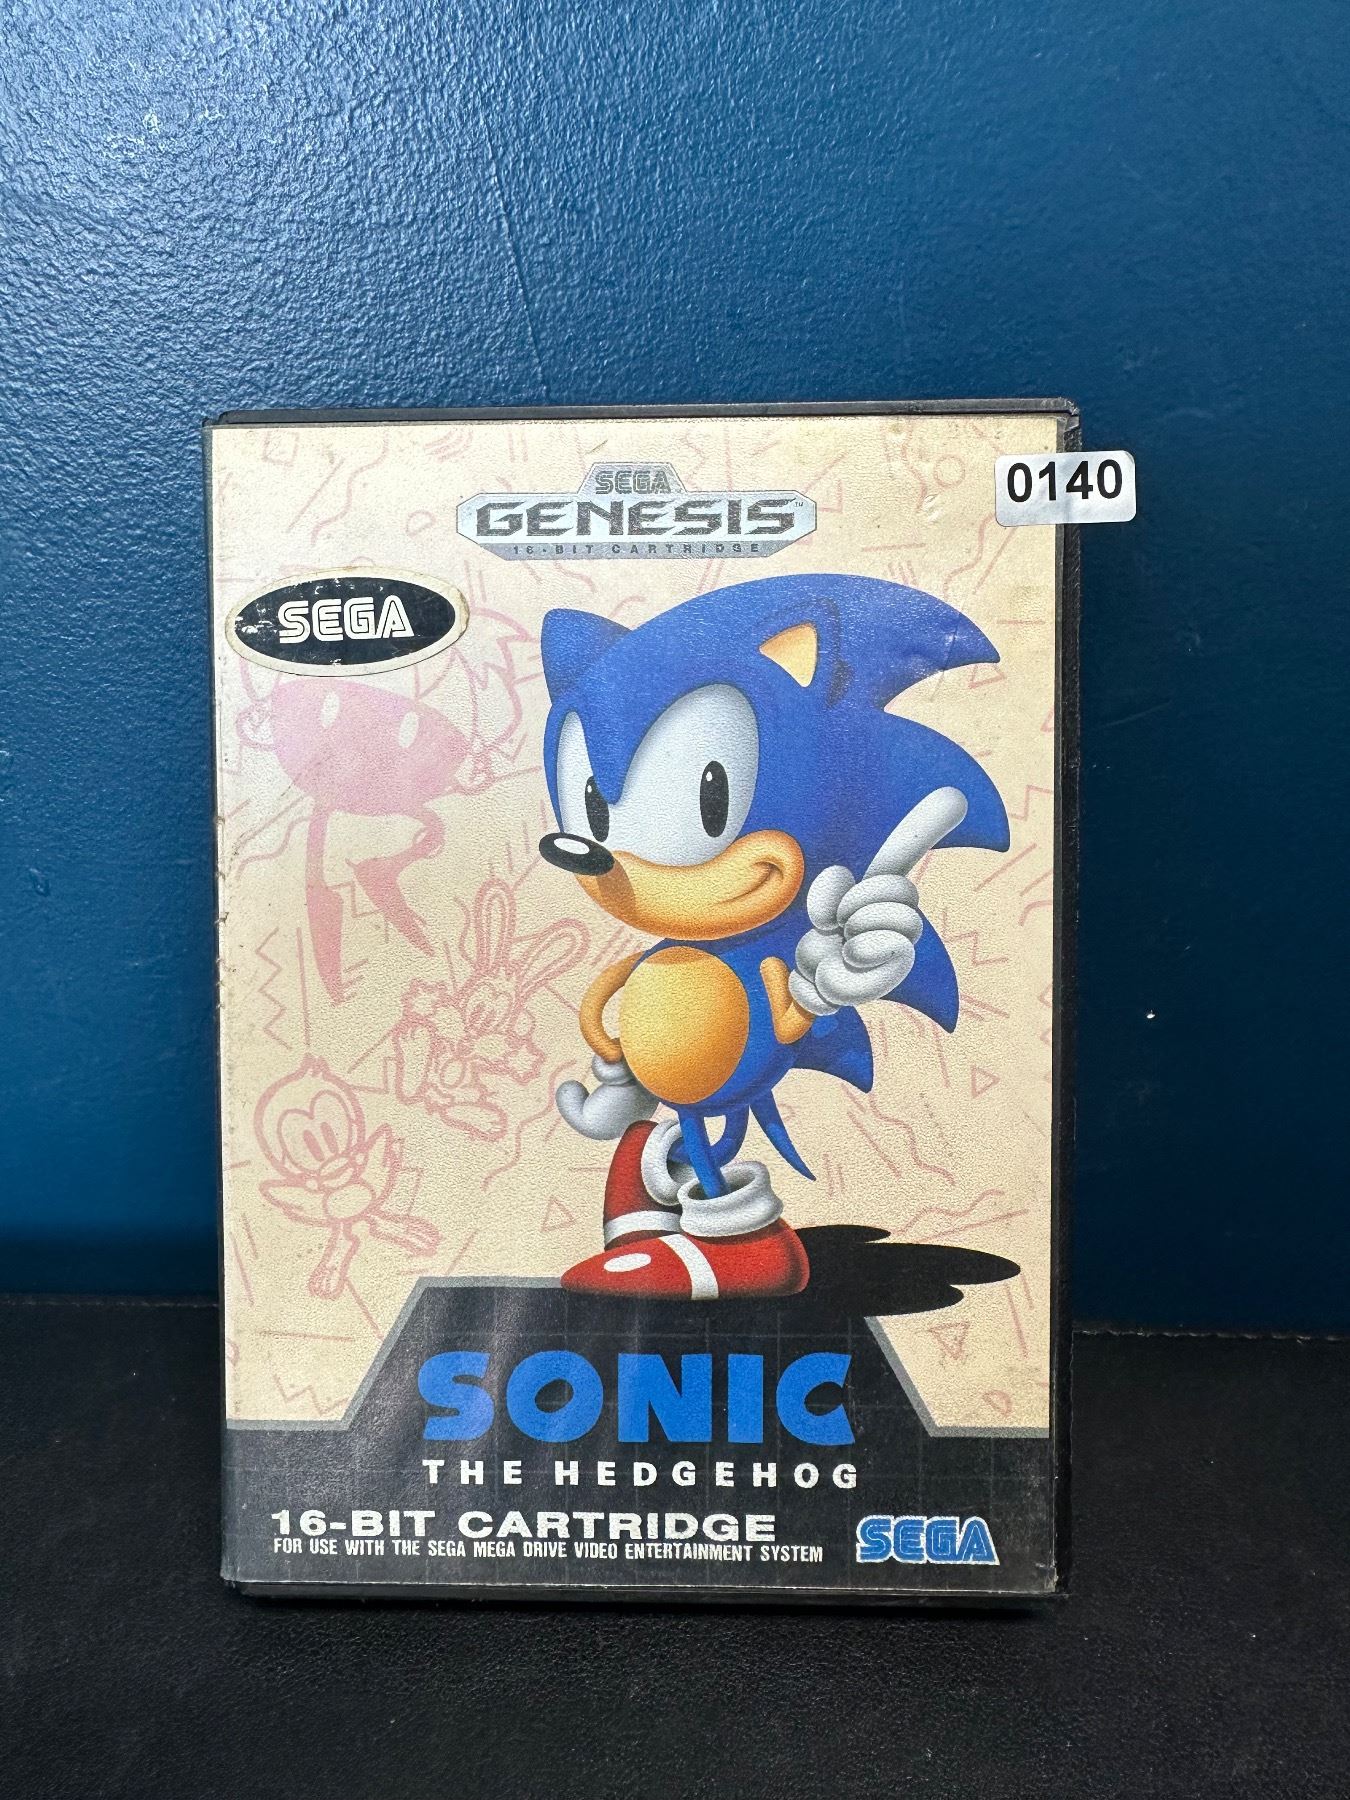 SEGA
GENESIS™
16-BIT CARTRIDGE
0140
SEGA
SONIC
THE HEDGEHOG
16-BIT CARTRIDGE
FOR USE WITH THE SEGA MEGA DRIVE VIDEO ENTERTAINMENT SYSTEM
SEGA